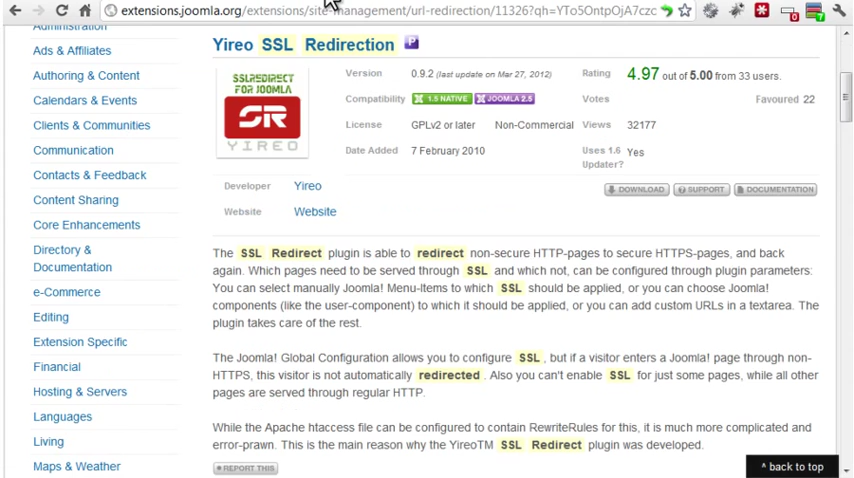 extensions.joomla.org/extensions/site-management/url-redirection/11326?qh=YTo5OntpOjA7czc
Administration
Ads & Affiliates
Authoring & Content
Calendars & Events
Clients & Communities
Communication
Contacts & Feedback
Content Sharing
Core Enhancements
Directory &
Documentation
e-Commerce
Editing
Extension Specific
Financial
Hosting & Servers
Languages
Living
Maps & Weather
Yireo SSL Redirection P
SSLREDIRECT
FOR JOOMLA
SR
YIREO
Version 0.9.2 (last update on Mar 27, 2012)
Compatibility 1.5 NATIVE JOOMLA 2.5
License GPLv2 or later Non-Commercial
Date Added 7 February 2010
Rating 4.97 out of 5.00 from 33 users.
Votes Favoured 22
Views 32177
Uses 1.6 Yes
Updater?
Developer Yireo
Website Website
DOWNLOAD SUPPORT DOCUMENTATION
The SSL Redirect plugin is able to redirect non-secure HTTP-pages to secure HTTPS-pages, and back
again. Which pages need to be served through SSL and which not, can be configured through plugin parameters:
You can select manually Joomla! Menu-Items to which SSL should be applied, or you can choose Joomla!
components (like the user-component) to which it should be applied, or you can add custom URLs in a textarea. The
plugin takes care of the rest.
The Joomla! Global Configuration allows you to configure SSL , but if a visitor enters a Joomla! page through non-
HTTPS, this visitor is not automatically redirected . Also you can't enable SSL for just some pages, while all other
pages are served through regular HTTP.
While the Apache htaccess file can be configured to contain RewriteRules for this, it is much more complicated and
error-prone. This is the main reason why the YireoTM SSL Redirect plugin was developed.
REPORT THIS
^ back to top